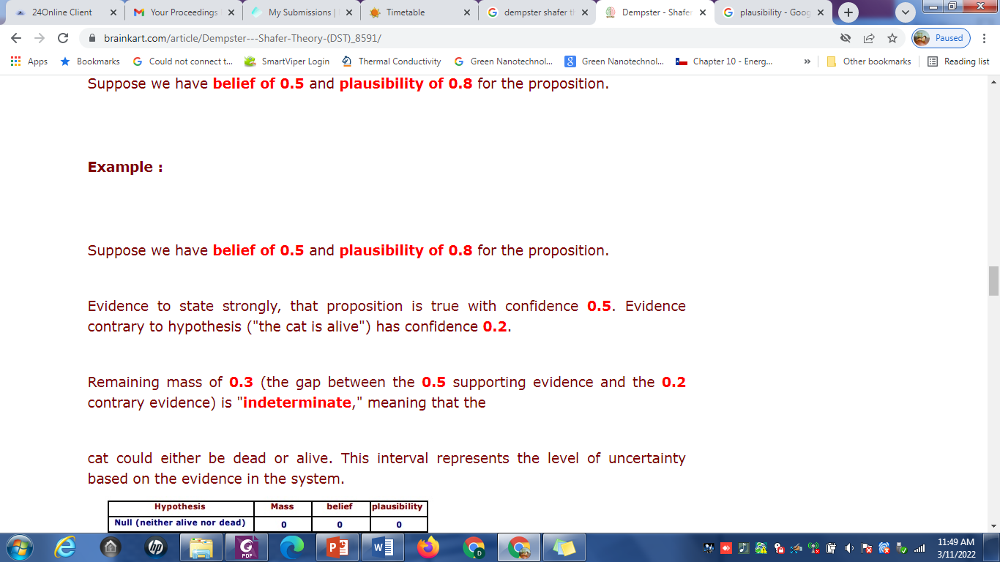 24Online Client
Your Proceedings
My Submissions |
Timetable
dempster shafer th
Dempster - Shafer
plausibility - Goog
brainkart.com/article/Dempster---Shafer-Theory-(DST)_8591/
Paused
Apps
Bookmarks
Could not connect t...
SmartViper Login
Thermal Conductivity
Green Nanotechnol...
Green Nanotechnol...
Chapter 10 - Energ...
»
Other bookmarks
Reading list
Suppose we have belief of 0.5 and plausibility of 0.8 for the proposition.
Example :
Suppose we have belief of 0.5 and plausibility of 0.8 for the proposition.
Evidence to state strongly, that proposition is true with confidence 0.5. Evidence
contrary to hypothesis ("the cat is alive") has confidence 0.2.
Remaining mass of 0.3 (the gap between the 0.5 supporting evidence and the 0.2
contrary evidence) is "indeterminate," meaning that the
cat could either be dead or alive. This interval represents the level of uncertainty
based on the evidence in the system.
Hypothesis Mass belief plausibility
Null (neither alive nor dead) 0 0 0
11:49 AM
3/11/2022